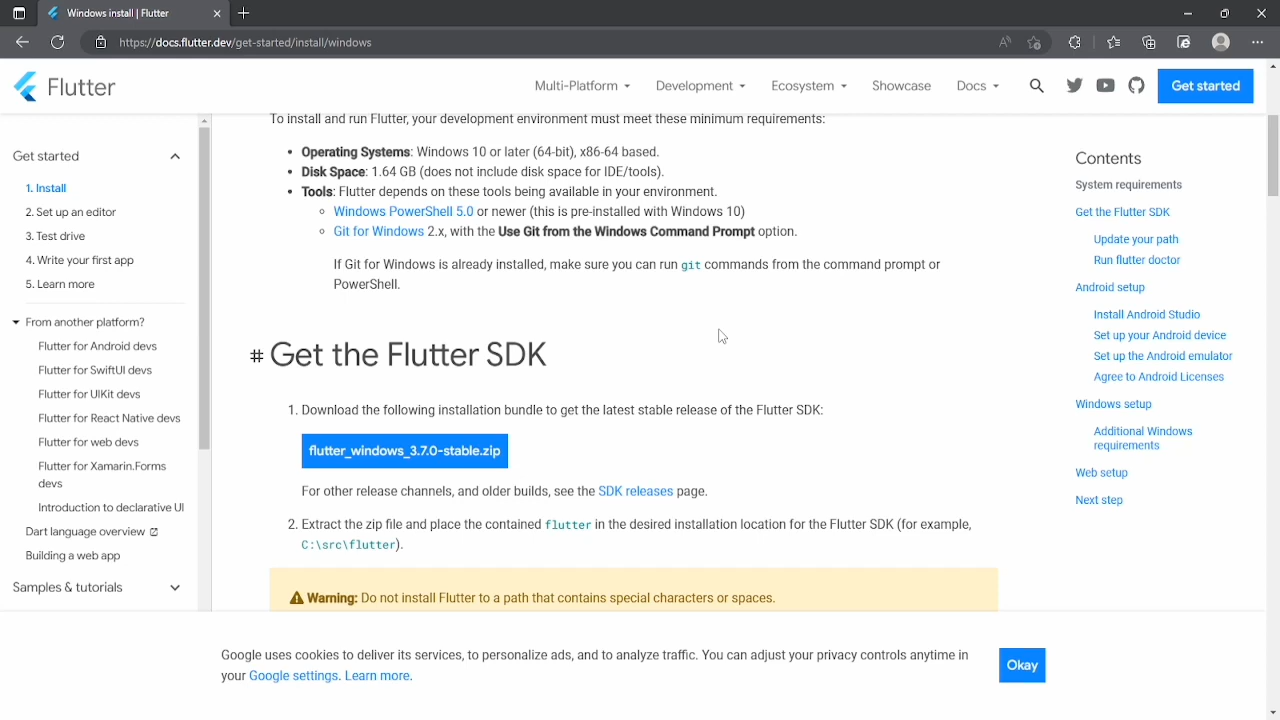 Windows install | Flutter
https://docs.flutter.dev/get-started/install/windows
Flutter
Multi-Platform
Development
Ecosystem
Showcase
Docs
Get started
Get started
1. Install
2. Set up an editor
3. Test drive
4. Write your first app
5. Learn more
From another platform?
Flutter for Android devs
Flutter for SwiftUI devs
Flutter for UIKit devs
Flutter for React Native devs
Flutter for web devs
Flutter for Xamarin.Forms
devs
Introduction to declarative UI
Dart language overview
Building a web app
Samples & tutorials
To install and run Flutter, your development environment must meet these minimum requirements:
• Operating Systems: Windows 10 or later (64-bit), x86-64 based.
• Disk Space: 1.64 GB (does not include disk space for IDE/tools).
• Tools: Flutter depends on these tools being available in your environment.
Windows PowerShell 5.0 or newer (this is pre-installed with Windows 10)
Git for Windows 2.x, with the Use Git from the Windows Command Prompt option.
If Git for Windows is already installed, make sure you can run git commands from the command prompt or
PowerShell.
# Get the Flutter SDK
1. Download the following installation bundle to get the latest stable release of the Flutter SDK:
flutter_windows_3.7.0-stable.zip
For other release channels, and older builds, see the SDK releases page.
2. Extract the zip file and place the contained flutter in the desired installation location for the Flutter SDK (for example,
C:\src\flutter).
Warning: Do not install Flutter to a path that contains special characters or spaces.
Contents
System requirements
Get the Flutter SDK
Update your path
Run flutter doctor
Android setup
Install Android Studio
Set up your Android device
Set up the Android emulator
Agree to Android Licenses
Windows setup
Additional Windows
requirements
Web setup
Next step
Google uses cookies to deliver its services, to personalize ads, and to analyze traffic. You can adjust your privacy controls anytime in
your Google settings. Learn more.
Okay